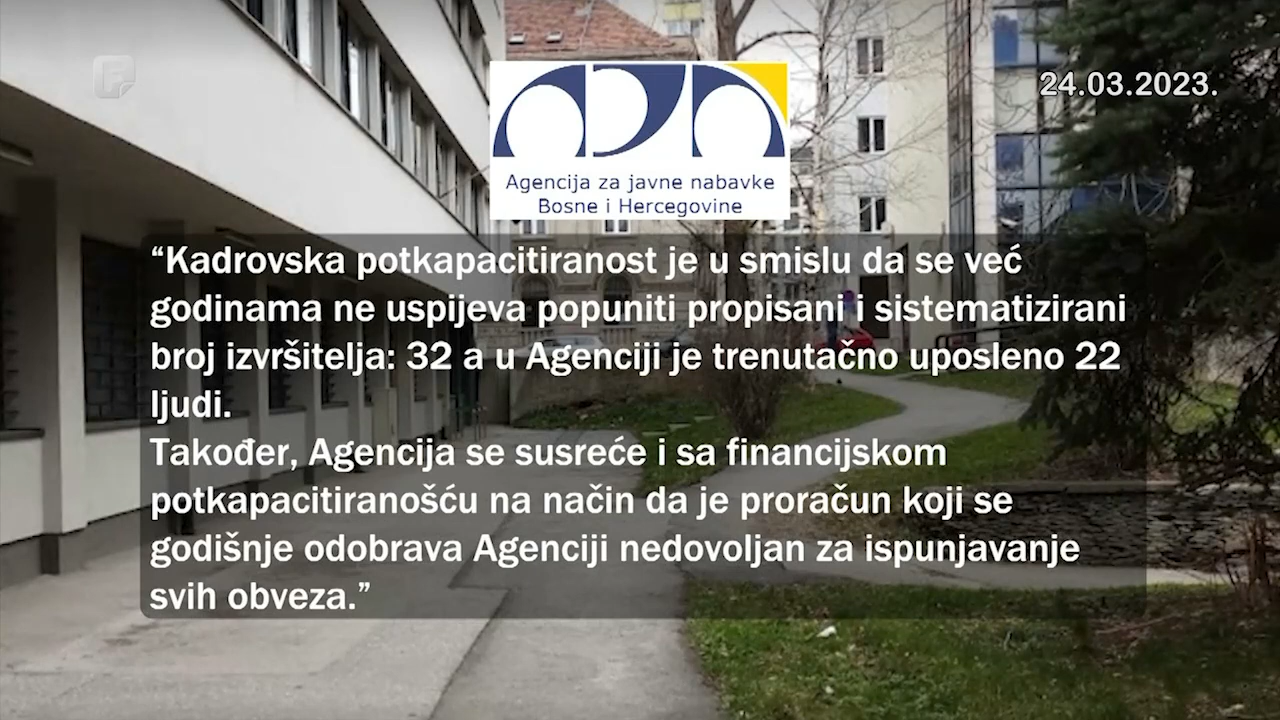 24.03.2023.
Agencija za javne nabavke
Bosne i Hercegovine
“Kadrovska potkapacitiranost je u smislu da se već
godinama ne uspijeva popuniti propisani i sistematizirani
broj izvršitelja: 32 a u Agenciji je trenutačno uposleno 22
ljudi.
Također, Agencija se susreće i sa financijskom
potkapacitiranošću na način da je proračun koji se
godišnje odobrava Agenciji nedovoljan za ispunjavanje
svih obveza.”